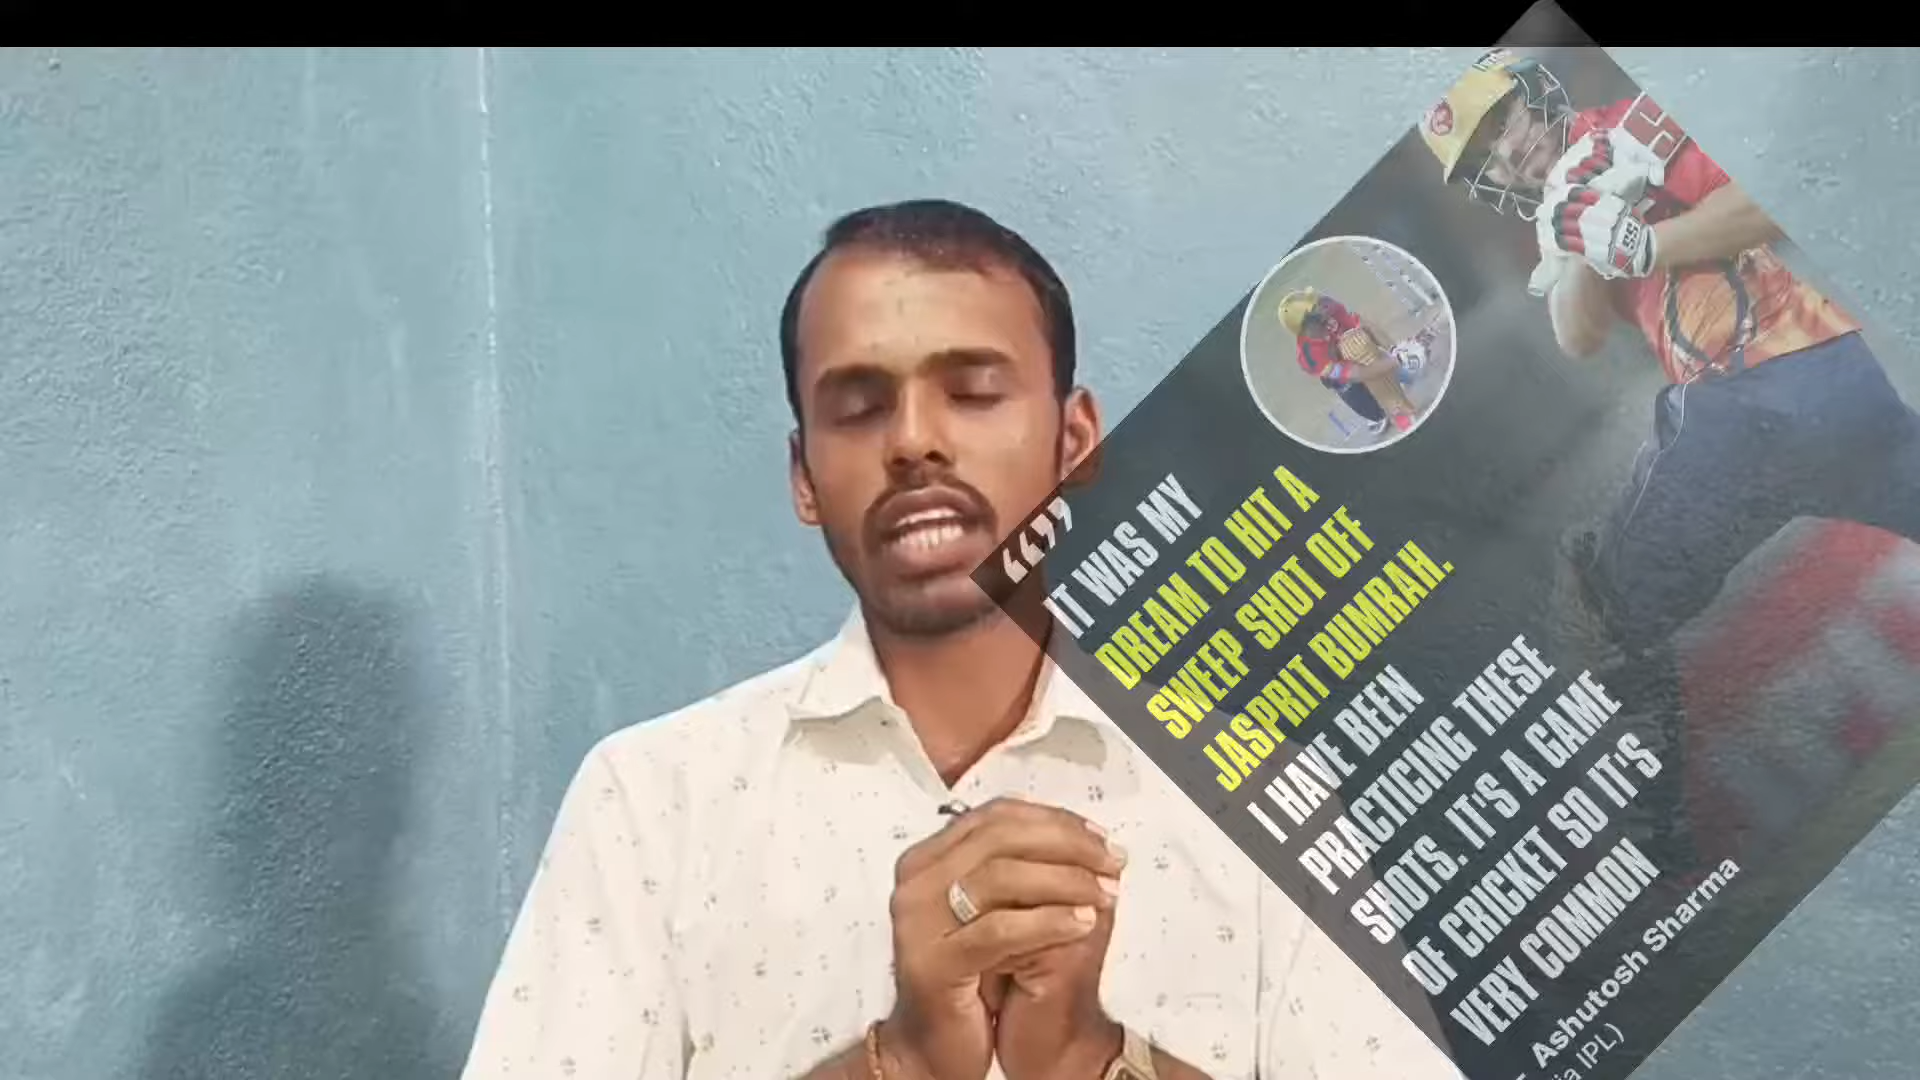 “”
IT WAS MY
DREAM TO HIT A
SWEEP SHOT OFF
JASPRIT BUMRAH.
I HAVE BEEN
PRACTICING THESE
SHOTS. IT'S A GAME
OF CRICKET SO IT'S
VERY COMMON
Ashutosh Sharma
IPL)
SS